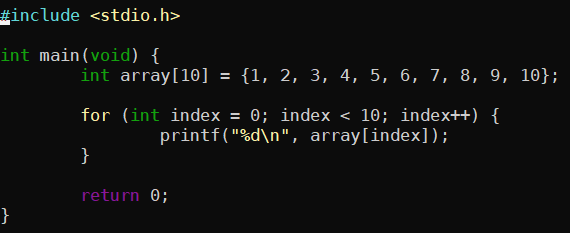 #include <stdio.h>

int main(void) {
        int array[10] = {1, 2, 3, 4, 5, 6, 7, 8, 9, 10};

        for (int index = 0; index < 10; index++) {
                printf("%d\n", array[index]);
        }

        return 0;
}